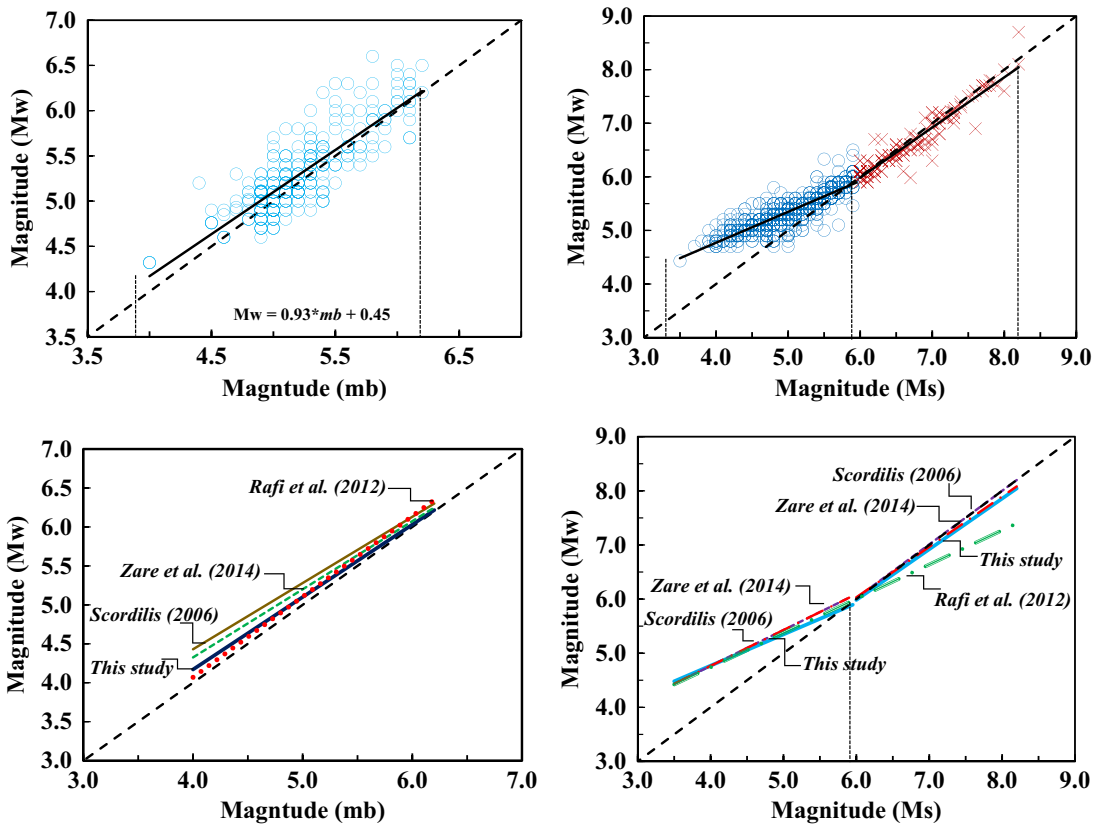 7.0
6.5
6.0
5.5
5.0
4.5
4.0
3.5
Magnitude (Mw)
3.5
4.5
5.5
6.5
Magntude (mb)
Mw = 0.93*mb + 0.45
9.0
8.0
7.0
6.0
5.0
4.0
3.0
Magnitude (Mw)
3.0
4.0
5.0
6.0
7.0
8.0
9.0
Magnitude (Ms)
7.0
6.0
5.0
4.0
3.0
Magnitude (Mw)
Rafi et al. (2012)
Zare et al. (2014)
Scordilis (2006)
This study
3.0
4.0
5.0
6.0
7.0
Magntude (mb)
9.0
8.0
7.0
6.0
5.0
4.0
3.0
Magnitude (Mw)
Scordilis (2006)
Zare et al. (2014)
This study
Rafi et al. (2012)
Zare et al. (2014)
Scordilis (2006)
This study
3.0
4.0
5.0
6.0
7.0
8.0
9.0
Magnitude (Ms)